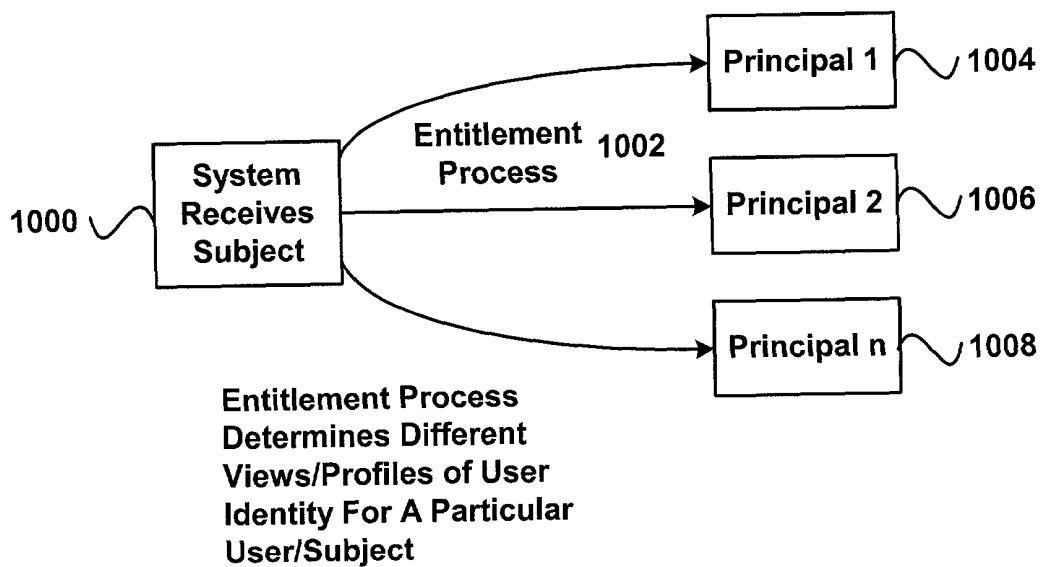 Principal 1
1004
Entitlement
Process
1002
System
Receives
Subject
1000
Principal 2
1006
Principal n
1008
Entitlement Process
Determines Different
Views/Profiles of User
Identity For A Particular
User/Subject